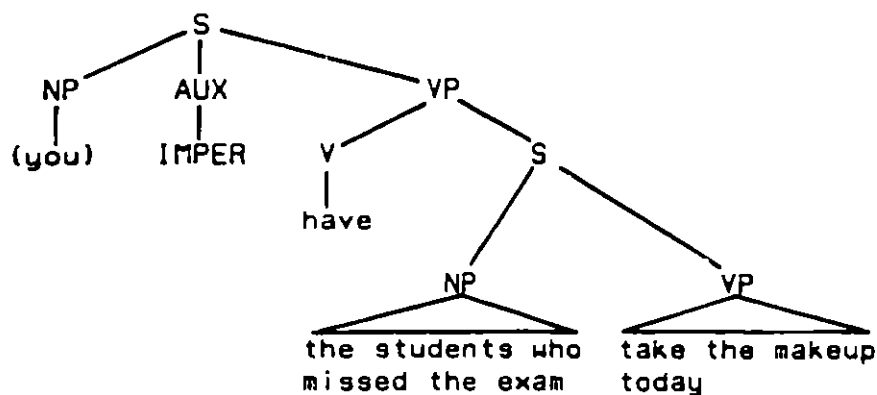 S
NP AUX VP
(you) IMPER V S
have
NP VP
the students who take the makeup
missed the exam today